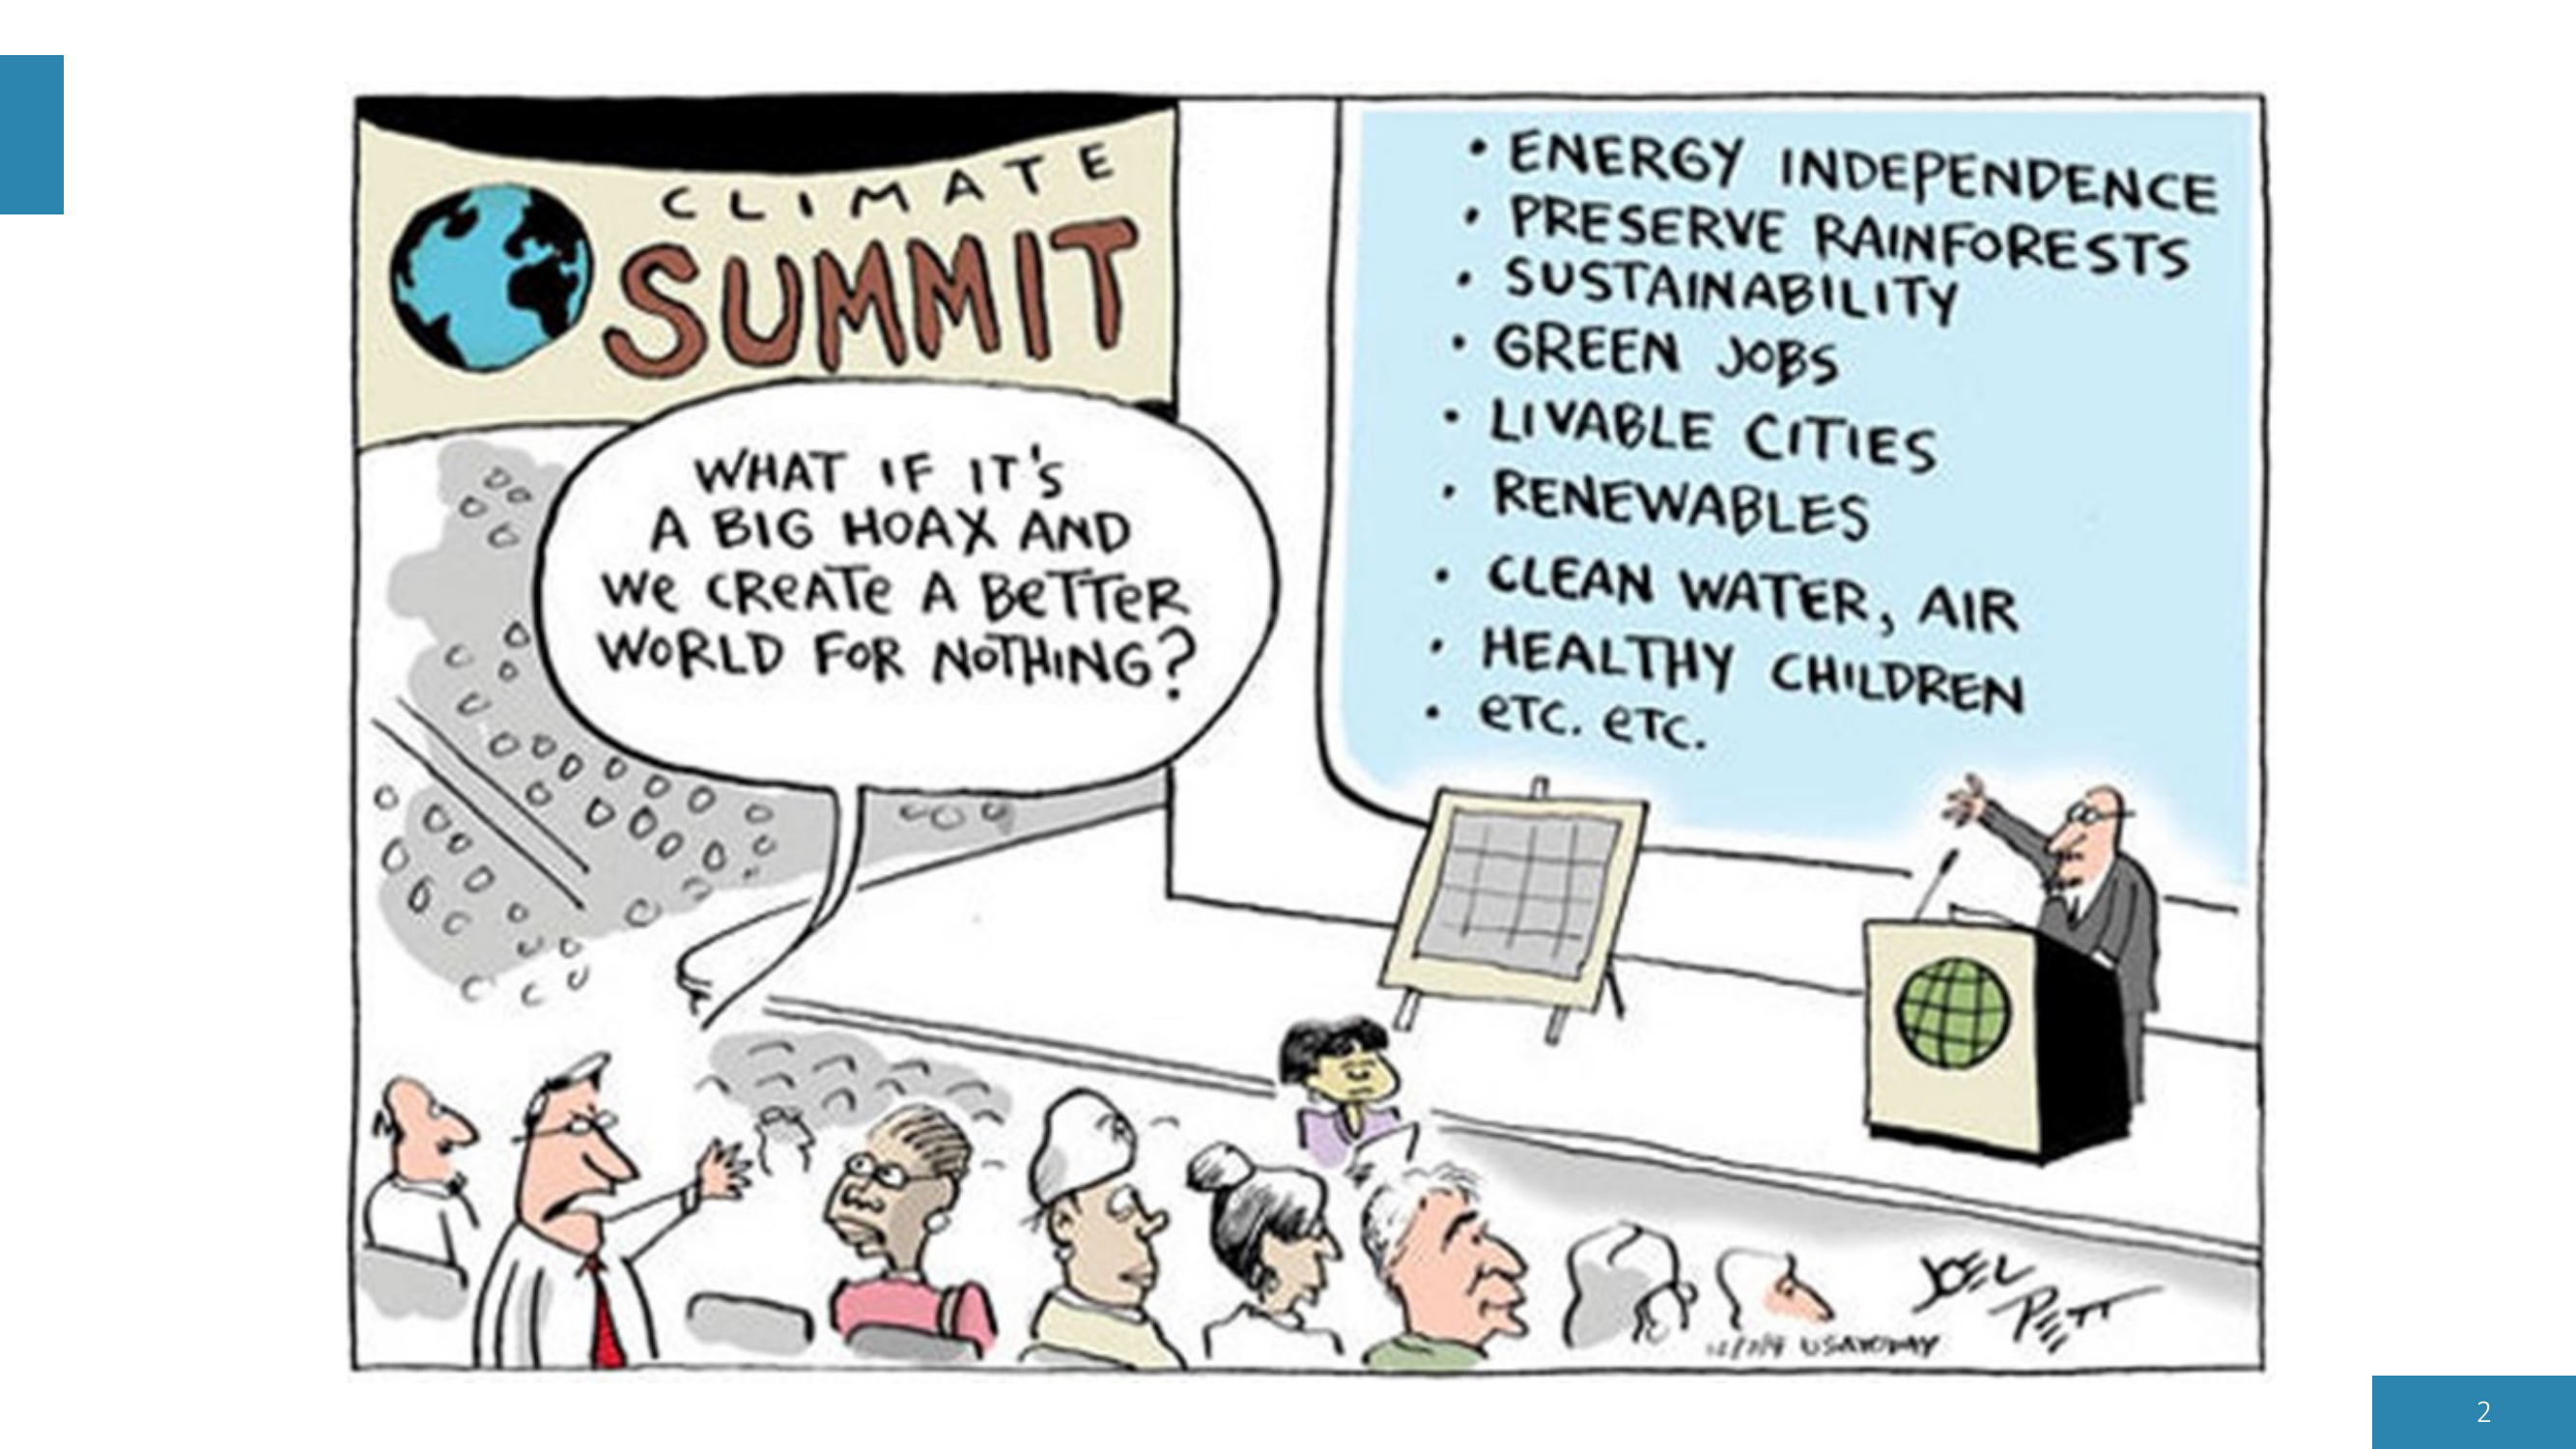 CLIMATE
SUMMIT
WHAT IF IT'S
A BIG HOAX AND
We CReATe A BeTTeR
WORLD FOR NOTHING?
• ENERGY INDEPENDENCE
• PRESERVE RAINFORESTS
• SUSTAINABILITY
• GREEN JOBS
• LIVABLE CITIES
• RENEWABLES
• CLEAN WATER, AIR
• HEALTHY CHILDREN
• eTC. eTC.
JOEL
PETT
USA TODAY
2